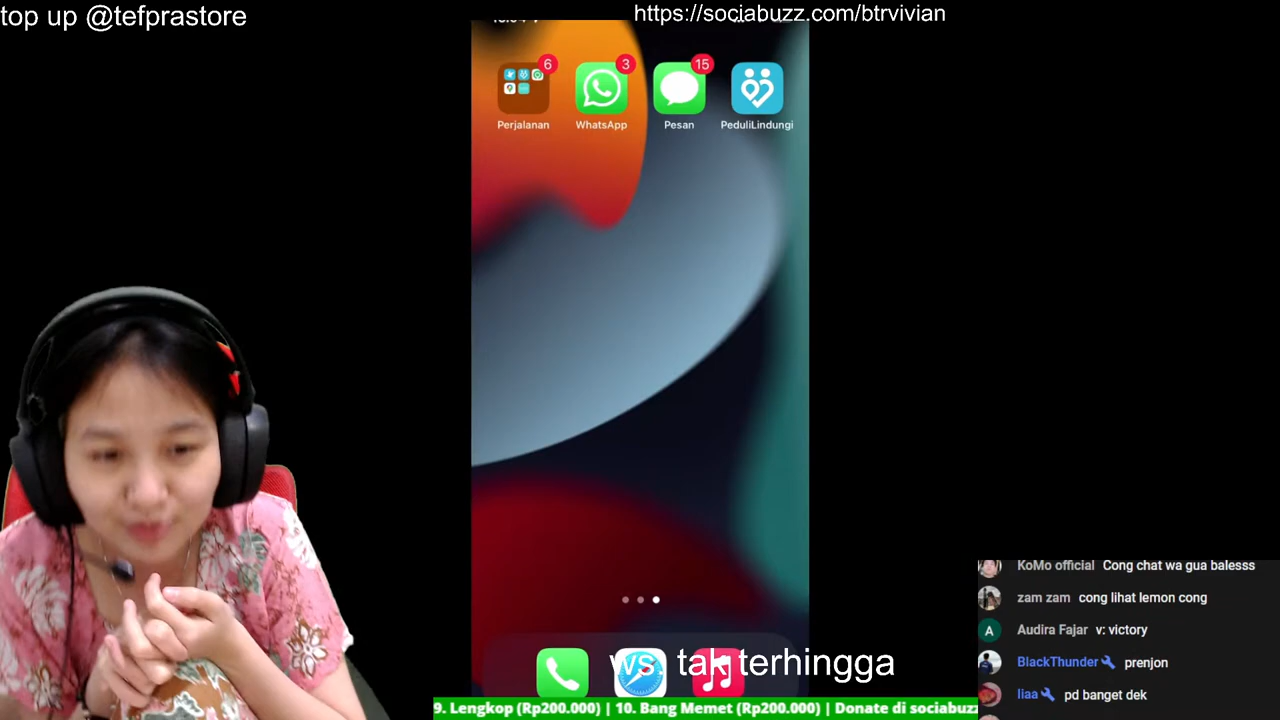 top up @tefprastore
https://sociabuzz.com/btrvivian
6
3
15
Perjalanan
WhatsApp
Pesan
PeduliLindungi
KoMo official Cong chat wa gua balesss
zam zam cong lihat lemon cong
A Audira Fajar v: victory
BlackThunder prenjon
liaa pd banget dek
ws tak terhingga
9. Lengkop (Rp200.000) | 10. Bang Memet (Rp200.000) | Donate di sociabuzz